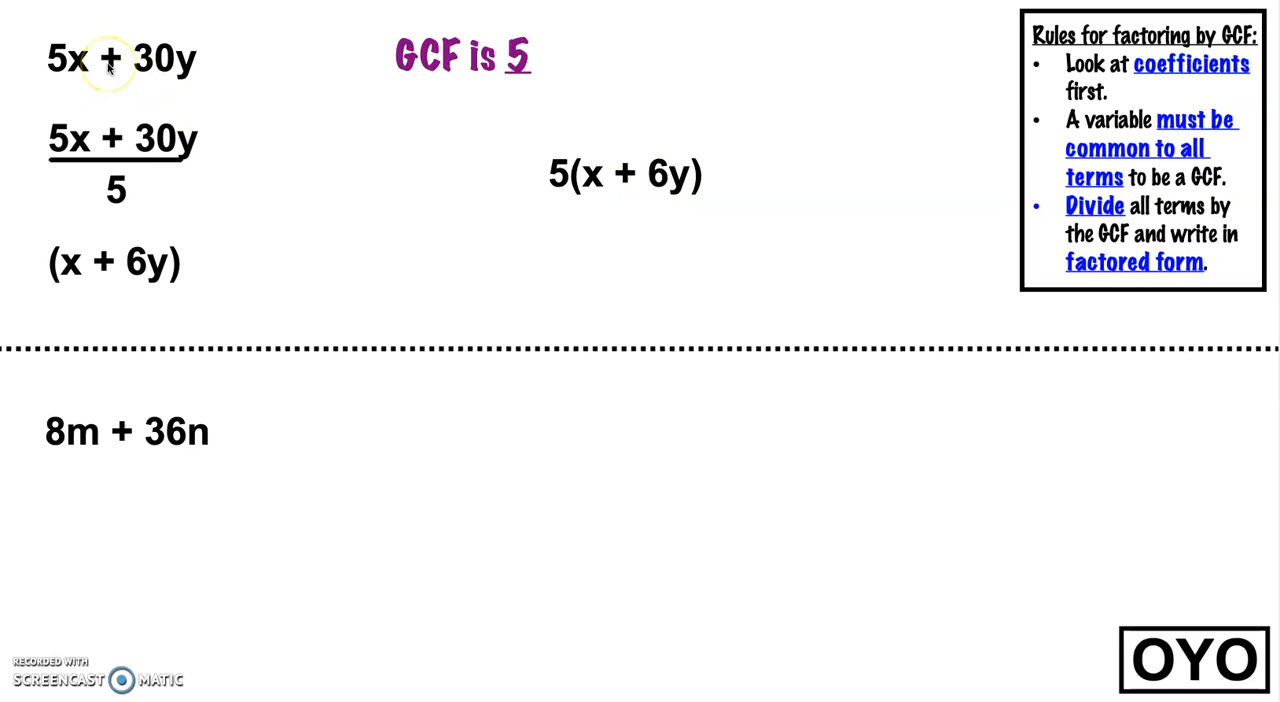 5x + 30y
GCF is 5
5x + 30y
5
(x + 6y)
5(x + 6y)
Rules for factoring by GCF:
• Look at coefficients
first.
• A variable must be
common to all
terms to be a GCF.
• Divide all terms by
the GCF and write in
factored form.
8m + 36n
RECORDED WITH
SCREENCAST MATIC
OYO